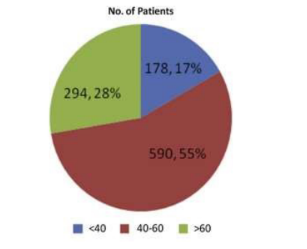 No. of Patients
178, 17%
294, 28%
590, 55%
<40 40-60 >60